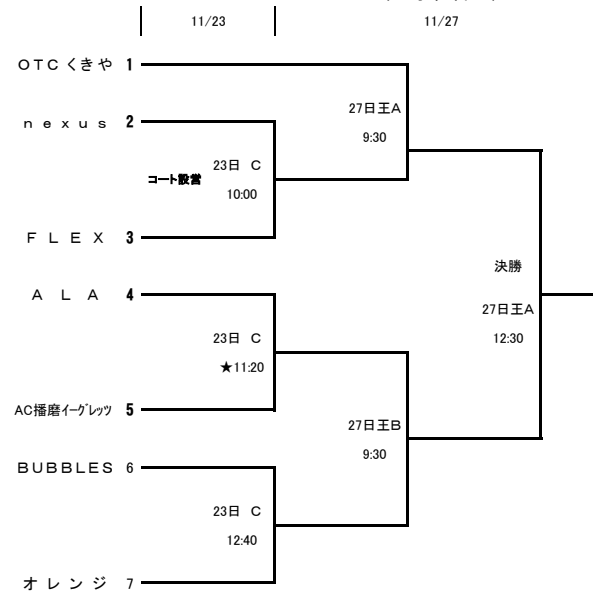 11/23
11/27
OTCくきや 1
27日王A
nexus 2
9:30
23日 C
コート設営
10:00
FLEX 3
決勝
ALA 4
27日王A
23日 C
12:30
★11:20
AC播磨ｲｰｸﾞﾚｯﾂ 5
27日王B
9:30
BUBBLES 6
23日 C
12:40
オレンジ 7